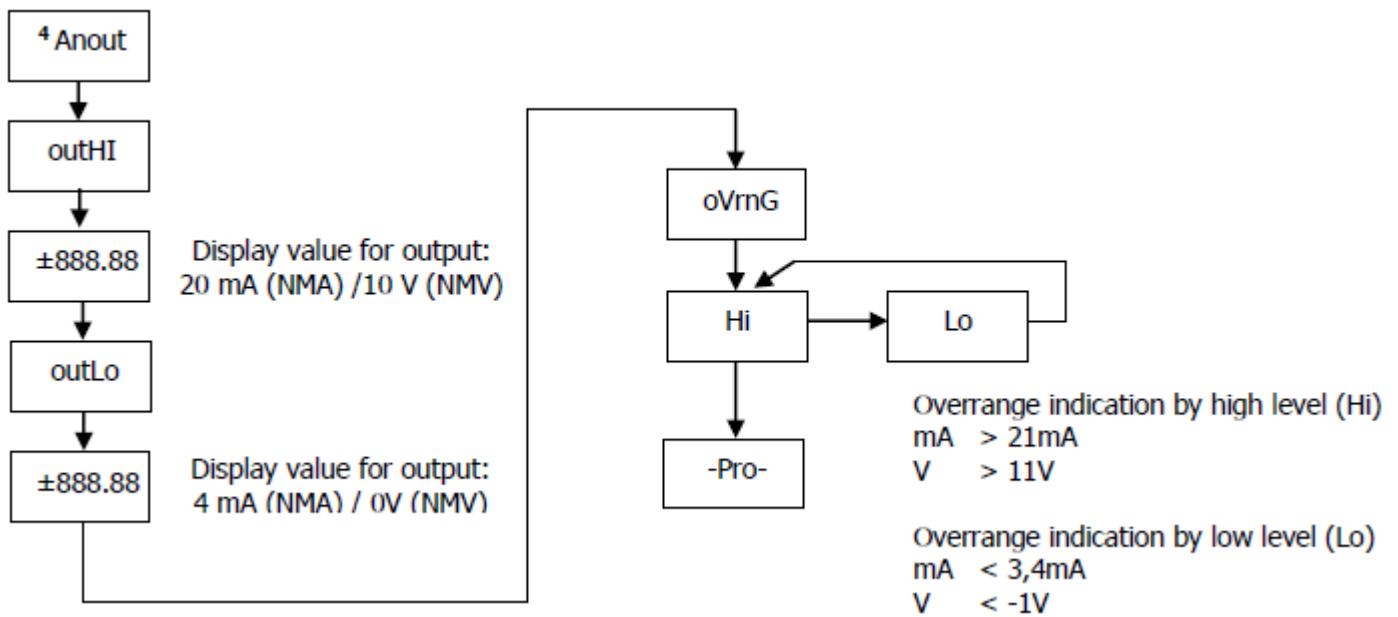 4 Anout
outHI
±888.88
Display value for output:
20 mA (NMA) /10 V (NMV)
outLo
±888.88
Display value for output:
4 mA (NMA) / 0V (NMV)
oVrnG
Hi
Lo
-Pro-
Overrange indication by high level (Hi)
mA > 21mA
V > 11V
Overrange indication by low level (Lo)
mA < 3,4mA
V < -1V